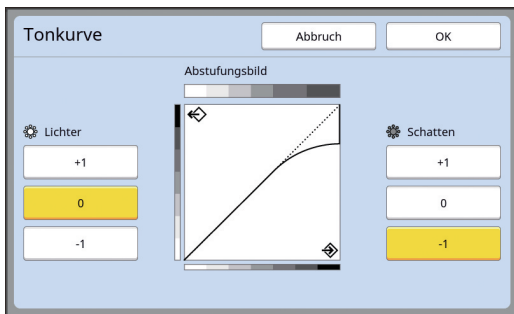 Tonkurve
Abbruch
OK
Abstufungsbild
Lichter
+1
0
-1
Schatten
+1
0
-1